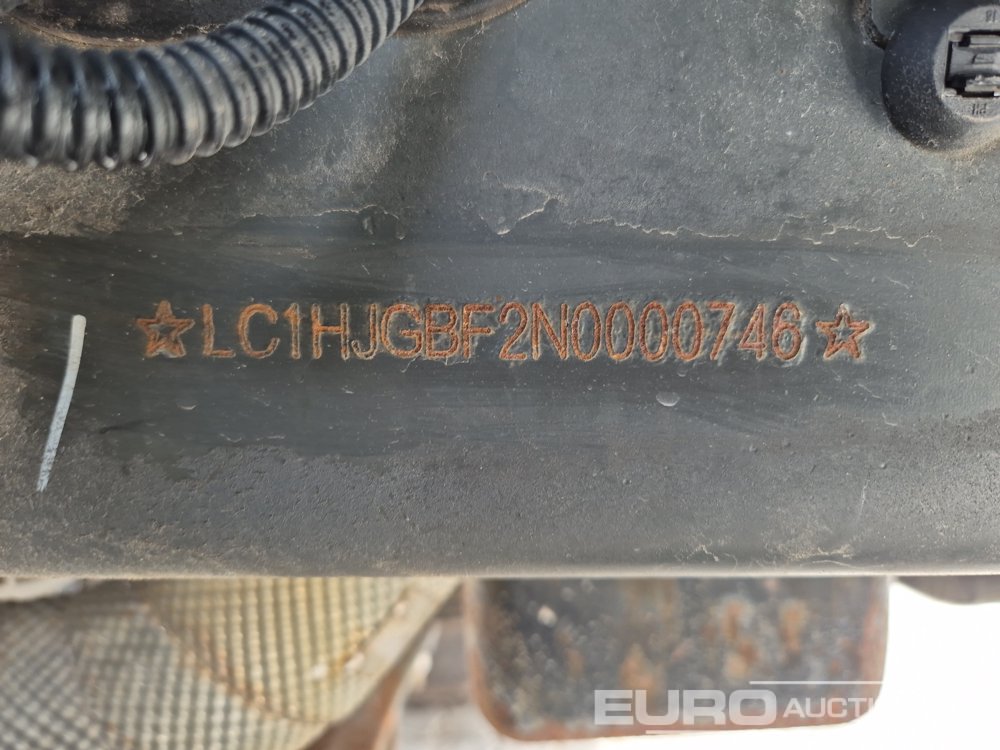 ☆LC1HJGBF2N0000746☆
EURO AUCTI